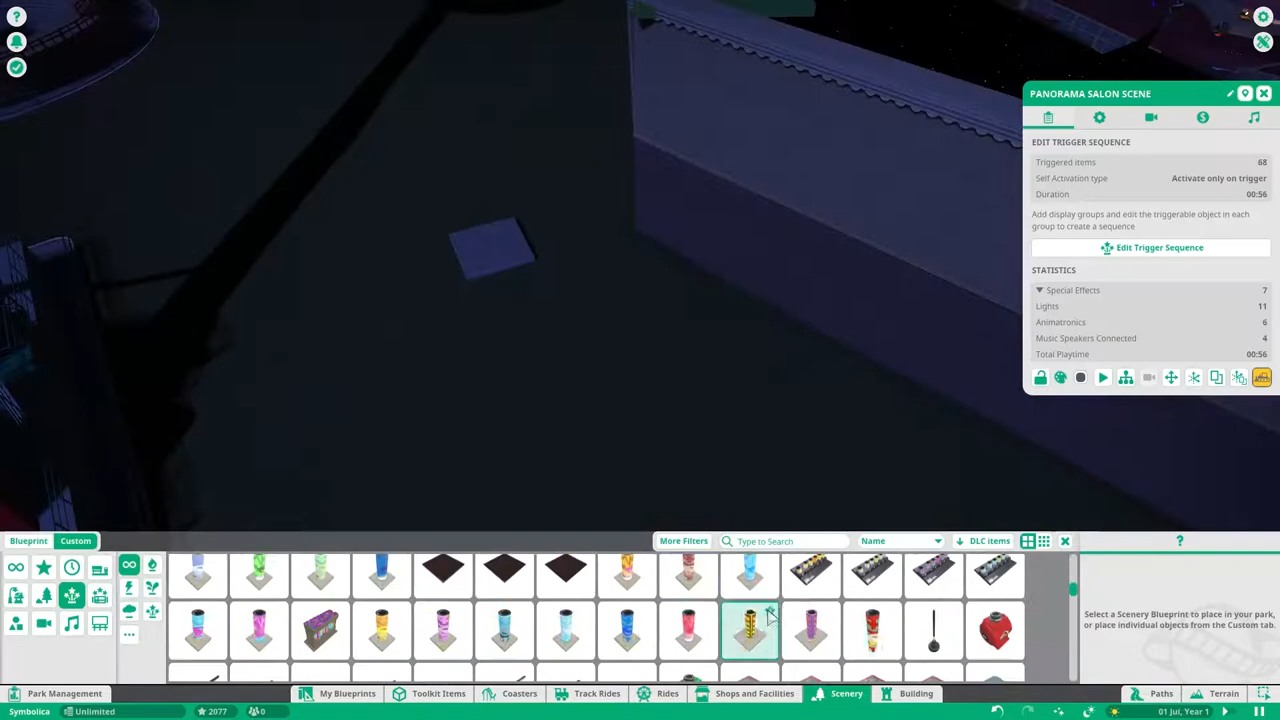 PANORAMA SALON SCENE
EDIT TRIGGER SEQUENCE
Triggered items 68
Self Activation type Activate only on trigger
Duration 00:56
Add display groups and edit the triggerable object in each
group to create a sequence
Edit Trigger Sequence
STATISTICS
▼ Special Effects 7
Lights 11
Animatronics 6
Music Speakers Connected 4
Total Playtime 00:56
Blueprint Custom More Filters Type to Search Name DLC items ?
Select a Scenery Blueprint to place in your park,
or place individual objects from the Custom tab.
Park Management My Blueprints Toolkit Items Coasters Track Rides Rides Shops and Facilities Scenery Building Paths Terrain
Symbolica Unlimited 2077 0 01 Jul, Year 1